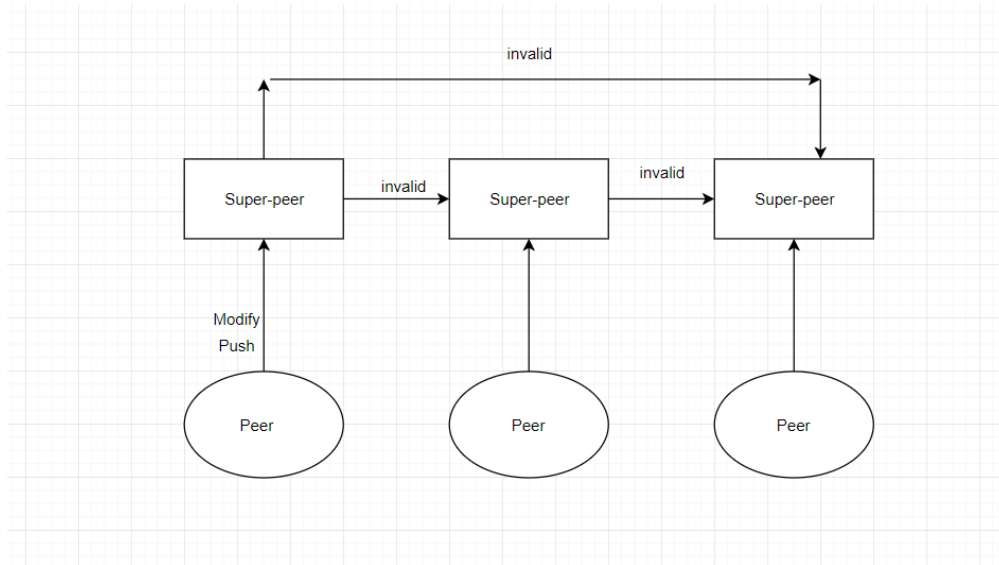 invalid
Super-peer
invalid
Super-peer
invalid
Super-peer
Modify
Push
Peer
Peer
Peer